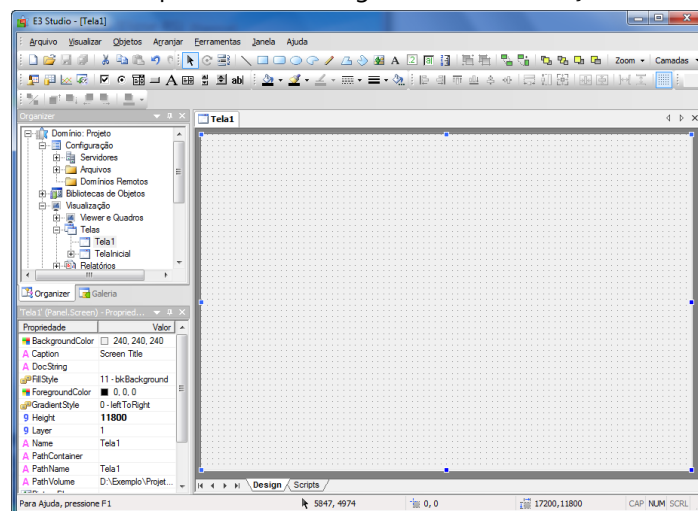 E3 Studio - [Tela1]
Arquivo Visualizar Objetos Arranjar Ferramentas Janela Ajuda
Zoom Camadas
A
A ab
Organizer
Tela1
Domínio: Projeto
Configuração
Servidores
Arquivos
Domínios Remotos
Bibliotecas de Objetos
Visualização
Viewer e Quadros
Telas
Tela1
TelaInicial
Relatórios
Organizer Galeria
'Tela1' (Panel.Screen) - Propried...
Propriedade Valor
BackgroundColor 240, 240, 240
A Caption Screen Title
A DocString
FillStyle 11 - bkBackground
ForegroundColor 0, 0, 0
GradientStyle 0 - leftToRight
9 Height 11800
9 Layer 1
A Name Tela1
A PathContainer
A PathName Tela1
A PathVolume D:\Exemplo\Projet...
Design Scripts
Para Ajuda, pressione F1 5847, 4974 0, 0 17200,11800 CAP NUM SCRL